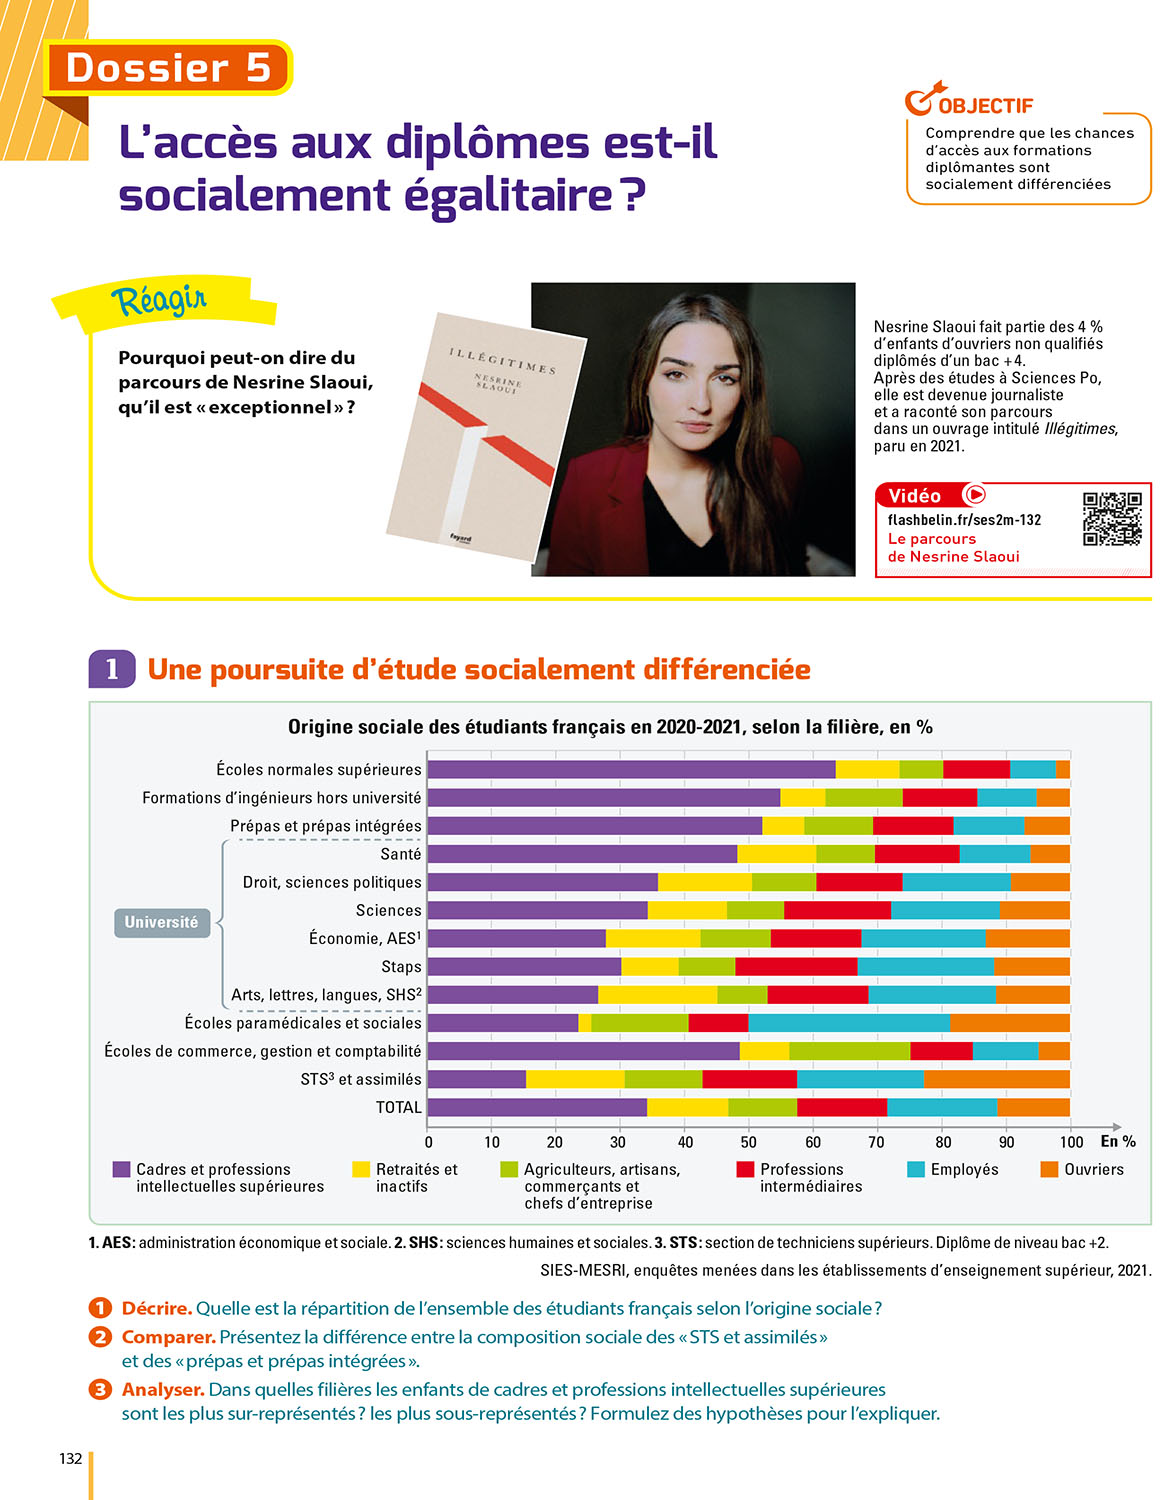 Dossier 5
L'accès aux diplômes est-il
socialement égalitaire ?
OBJECTIF
Comprendre que les chances
d'accès aux formations
diplômantes sont
socialement différenciées
Réagir
Pourquoi peut-on dire du
parcours de Nesrine Slaoui,
qu'il est « exceptionnel » ?
ILLÉGITIMES
NESRINE
SLAOUI
fayard
Nesrine Slaoui fait partie des 4 %
d'enfants d'ouvriers non qualifiés
diplômés d'un bac + 4.
Après des études à Sciences Po,
elle est devenue journaliste
et a raconté son parcours
dans un ouvrage intitulé Illégitimes,
paru en 2021.
Vidéo
flashbelin.fr/ses2m-132
Le parcours
de Nesrine Slaoui
1 Une poursuite d'étude socialement différenciée
Origine sociale des étudiants français en 2020-2021, selon la filière, en %
Écoles normales supérieures
Formations d'ingénieurs hors université
Prépas et prépas intégrées
Santé
Droit, sciences politiques
Sciences
Université
Économie, AES¹
Staps
Arts, lettres, langues, SHS²
Écoles paramédicales et sociales
Écoles de commerce, gestion et comptabilité
STS³ et assimilés
TOTAL
0 10 20 30 40 50 60 70 80 90 100 En %
Cadres et professions
intellectuelles supérieures
Retraités et
inactifs
Agriculteurs, artisans,
commerçants et
chefs d'entreprise
Professions
intermédiaires
Employés
Ouvriers
1. AES : administration économique et sociale. 2. SHS : sciences humaines et sociales. 3. STS : section de techniciens supérieurs. Diplôme de niveau bac +2.
SIES-MESRI, enquêtes menées dans les établissements d'enseignement supérieur, 2021.
1 Décrire. Quelle est la répartition de l'ensemble des étudiants français selon l'origine sociale ?
2 Comparer. Présentez la différence entre la composition sociale des « STS et assimilés »
et des « prépas et prépas intégrées ».
3 Analyser. Dans quelles filières les enfants de cadres et professions intellectuelles supérieures
sont les plus sur-représentés ? les plus sous-représentés ? Formulez des hypothèses pour l'expliquer.
132